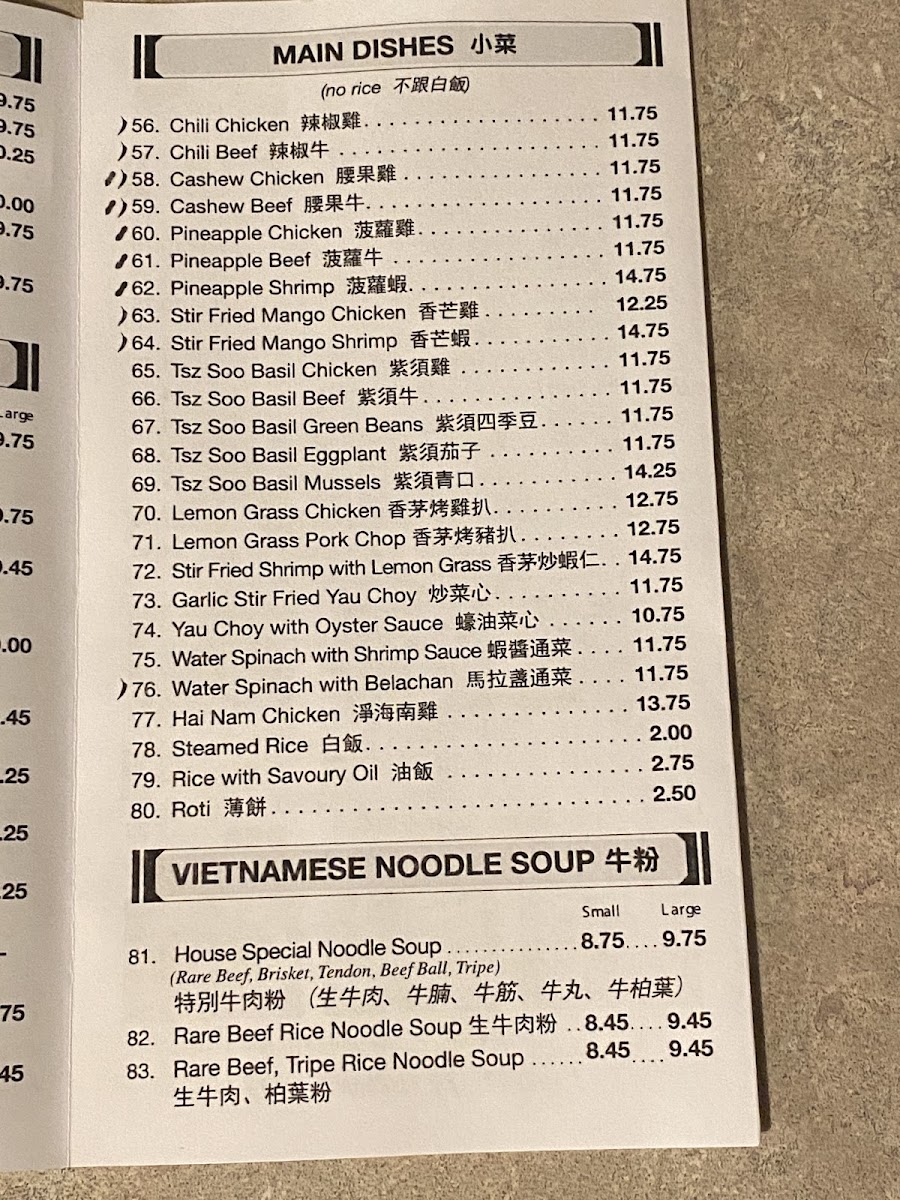 MAIN DISHES 小菜
(no rice 不跟白飯)
56. Chili Chicken 辣椒雞 11.75
57. Chili Beef 辣椒牛 11.75
58. Cashew Chicken 腰果雞 11.75
59. Cashew Beef 腰果牛 11.75
60. Pineapple Chicken 菠蘿雞 11.75
61. Pineapple Beef 菠蘿牛 11.75
62. Pineapple Shrimp 菠蘿蝦 14.75
63. Stir Fried Mango Chicken 香芒雞 12.25
64. Stir Fried Mango Shrimp 香芒蝦 14.75
65. Tsz Soo Basil Chicken 紫須雞 11.75
66. Tsz Soo Basil Beef 紫須牛 11.75
67. Tsz Soo Basil Green Beans 紫須四季豆 11.75
68. Tsz Soo Basil Eggplant 紫須茄子 11.75
69. Tsz Soo Basil Mussels 紫須青口 14.25
70. Lemon Grass Chicken 香茅烤雞扒 12.75
71. Lemon Grass Pork Chop 香茅烤豬扒 12.75
72. Stir Fried Shrimp with Lemon Grass 香茅炒蝦仁 14.75
73. Garlic Stir Fried Yau Choy 炒菜心 11.75
74. Yau Choy with Oyster Sauce 蠔油菜心 10.75
75. Water Spinach with Shrimp Sauce 蝦醬通菜 11.75
76. Water Spinach with Belachan 馬拉盞通菜 11.75
77. Hai Nam Chicken 淨海南雞 13.75
78. Steamed Rice 白飯 2.00
79. Rice with Savoury Oil 油飯 2.75
80. Roti 薄餅 2.50
VIETNAMESE NOODLE SOUP 牛粉
Small Large
81. House Special Noodle Soup 8.75 9.75
(Rare Beef, Brisket, Tendon, Beef Ball, Tripe)
特別牛肉粉 (生牛肉、牛腩、牛筋、牛丸、牛柏葉)
82. Rare Beef Rice Noodle Soup 生牛肉粉 8.45 9.45
83. Rare Beef, Tripe Rice Noodle Soup 8.45 9.45
生牛肉、柏葉粉